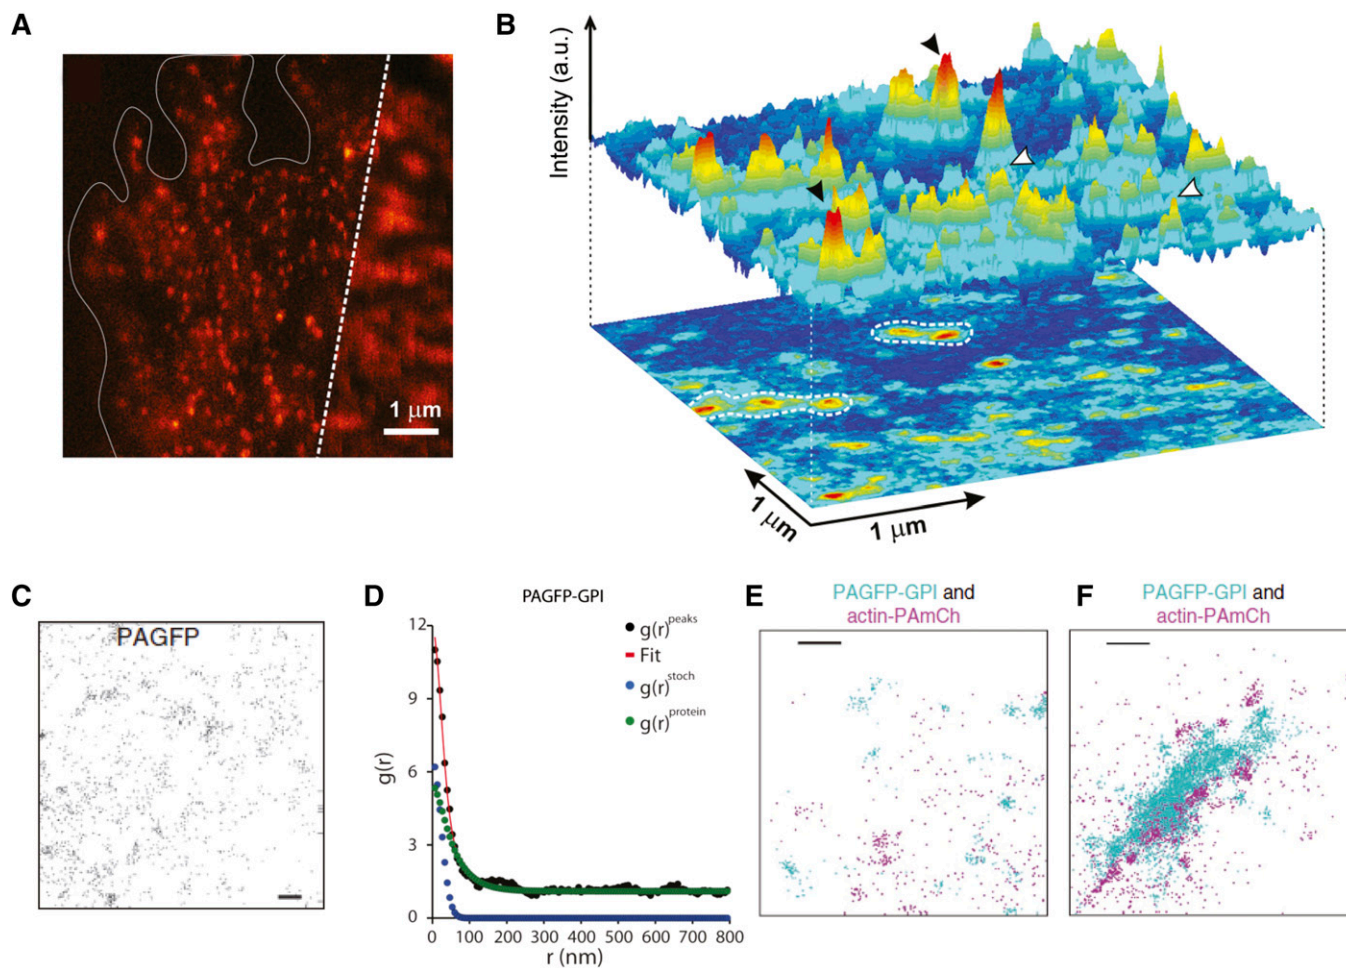 A
B
Intensity (a.u.)
1 μm
1 μm
1 μm
C
PAGFP
D
PAGFP-GPI
g(r)peaks
Fit
g(r)stoch
g(r)protein
g(r)
12
9
6
3
0
0 100 200 300 400 500 600 700 800
r (nm)
E
PAGFP-GPI and
actin-PAmCh
F
PAGFP-GPI and
actin-PAmCh